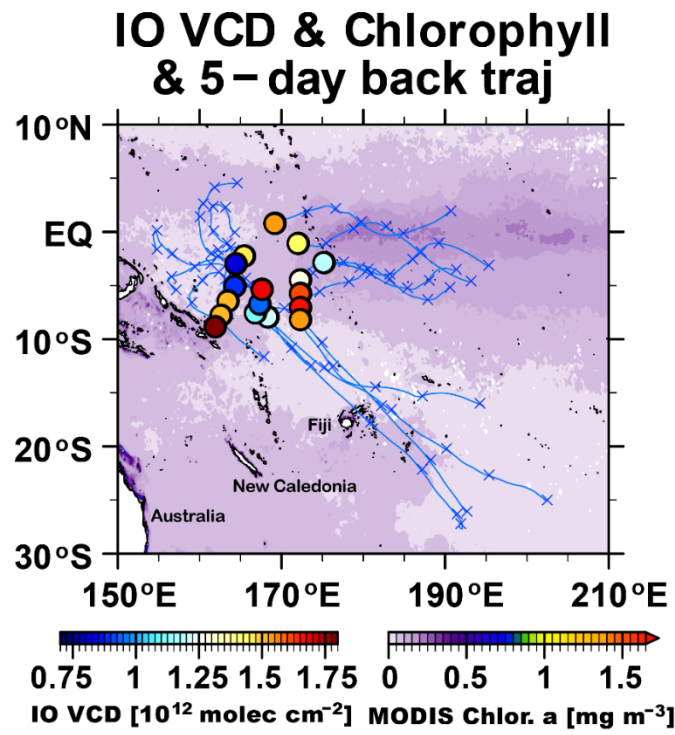 IO VCD & Chlorophyll
& 5-day back traj
10°N
EQ
10°S
20°S
30°S
Fiji
New Caledonia
Australia
150°E 170°E 190°E 210°E
0.75 1 1.25 1.5 1.75
0 0.5 1 1.5
IO VCD [10¹² molec cm⁻²] MODIS Chlor. a [mg m⁻³]